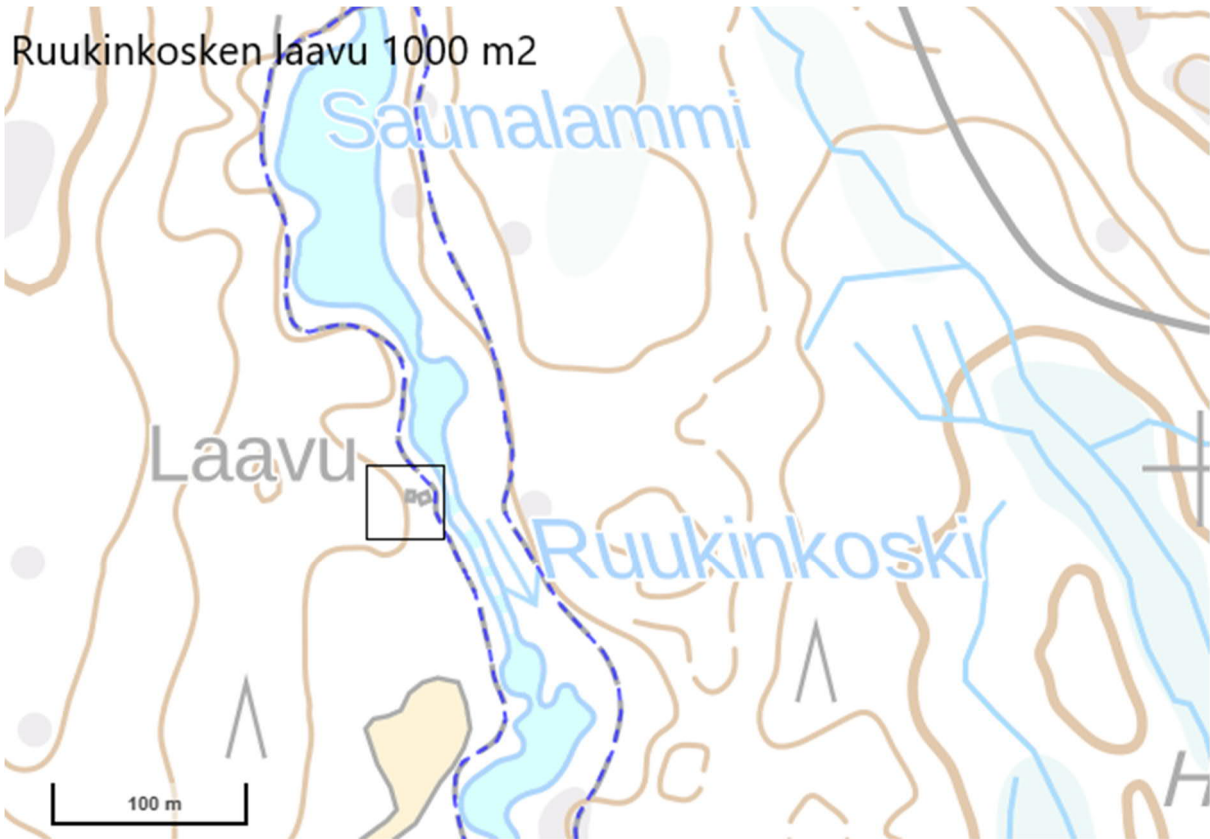 Ruukinkosken laavu 1000 m2
Saunalammi
Laavu
Ruukinkoski
H
100 m